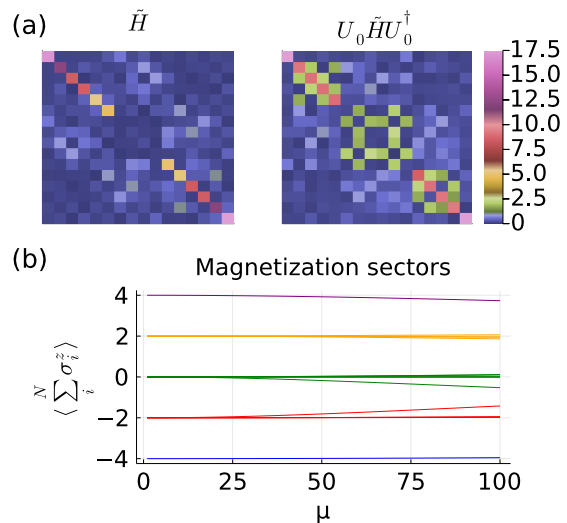 (a)
H̃
U₀H̃U₀†
17.5
15.0
12.5
10.0
7.5
5.0
2.5
0
(b)
Magnetization sectors
⟨∑ᵢᴺ σᵢᶻ⟩
4
2
0
−2
−4
0 25 50 75 100
μ